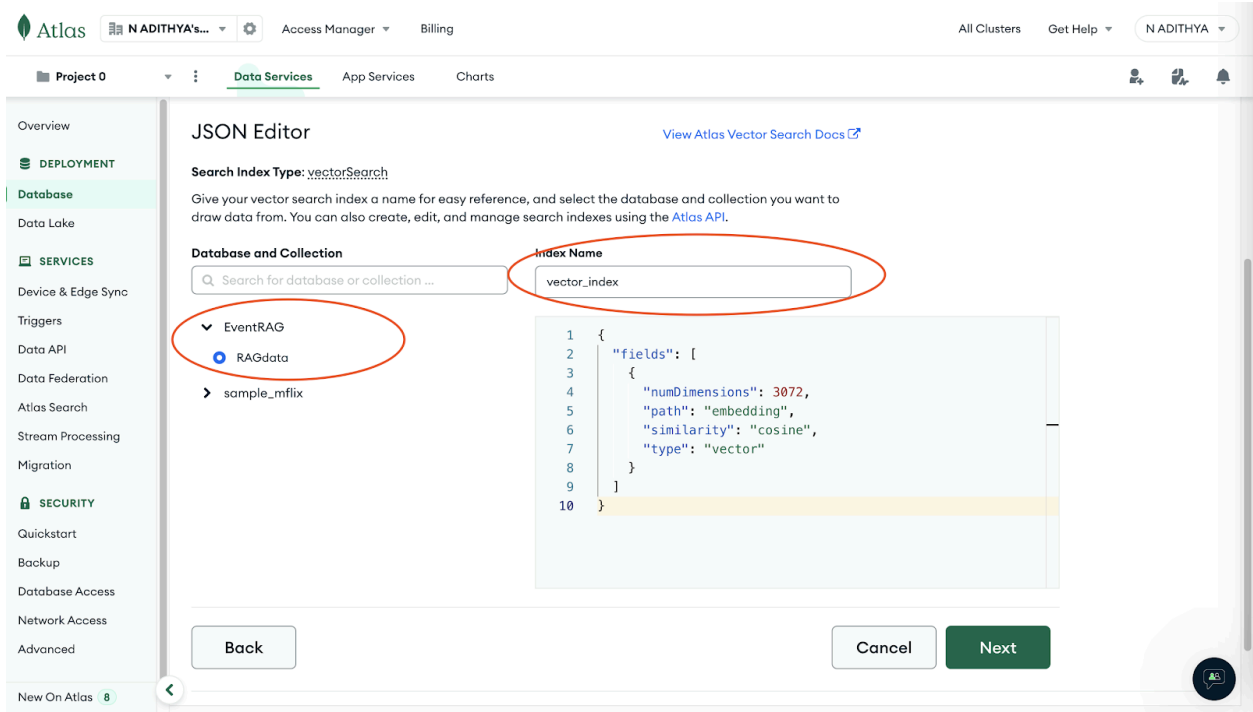 Atlas
N ADITHYA's...
Access Manager
Billing
All Clusters
Get Help
N ADITHYA
Project 0
Data Services
App Services
Charts
Overview
DEPLOYMENT
Database
Data Lake
SERVICES
Device & Edge Sync
Triggers
Data API
Data Federation
Atlas Search
Stream Processing
Migration
SECURITY
Quickstart
Backup
Database Access
Network Access
Advanced
New On Atlas 8
JSON Editor
View Atlas Vector Search Docs
Search Index Type: vectorSearch
Give your vector search index a name for easy reference, and select the database and collection you want to
draw data from. You can also create, edit, and manage search indexes using the Atlas API.
Database and Collection
Search for database or collection ...
EventRAG
RAGdata
sample_mflix
Index Name
vector_index
1 {
2 "fields": [
3 {
4 "numDimensions": 3072,
5 "path": "embedding",
6 "similarity": "cosine",
7 "type": "vector"
8 }
9 ]
10 }
Back
Cancel
Next